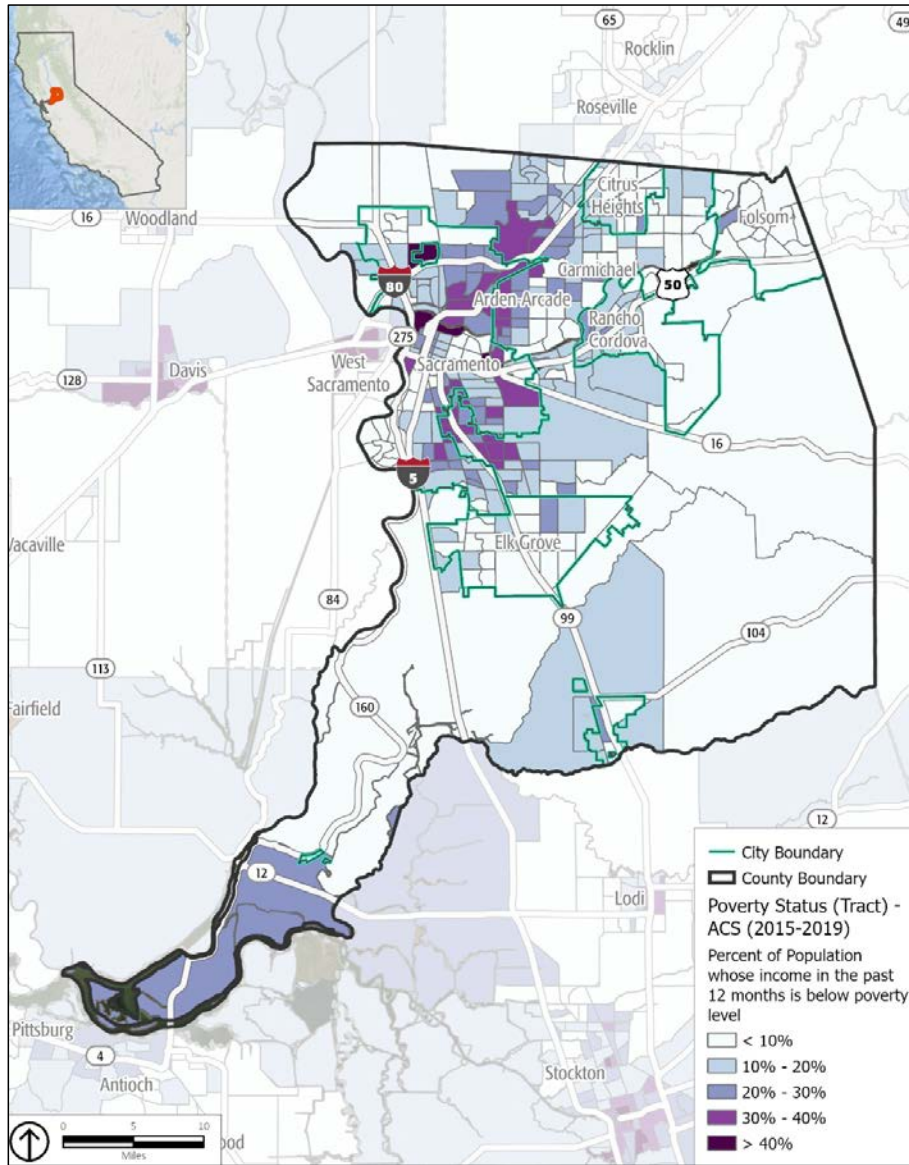 65
49
Rocklin
Roseville
16
Woodland
Citrus
Heights
Folsom
Carmichael
80
50
Arden-Arcade
Rancho
Cordova
275
West
Sacramento
Sacramento
Davis
128
16
5
Elk Grove
Vacaville
84
99
104
113
160
Fairfield
12
12
Lodi
Pittsburg
4
Antioch
Stockton
City Boundary
County Boundary
Poverty Status (Tract) -
ACS (2015-2019)
Percent of Population
whose income in the past
12 months is below poverty
level
< 10%
10% - 20%
20% - 30%
30% - 40%
> 40%
0 5 10
Miles
ood